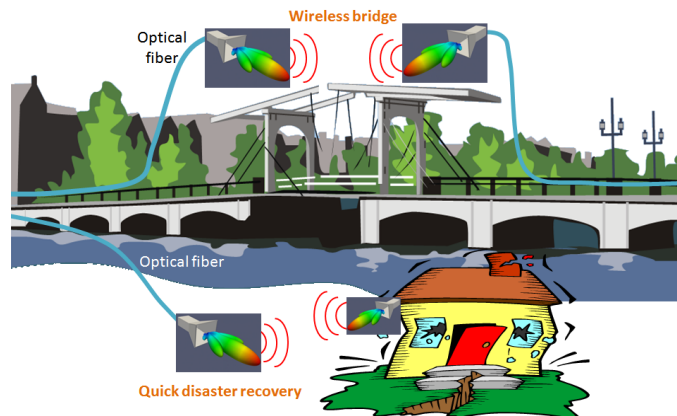 Wireless bridge
Optical
fiber
Optical fiber
Quick disaster recovery